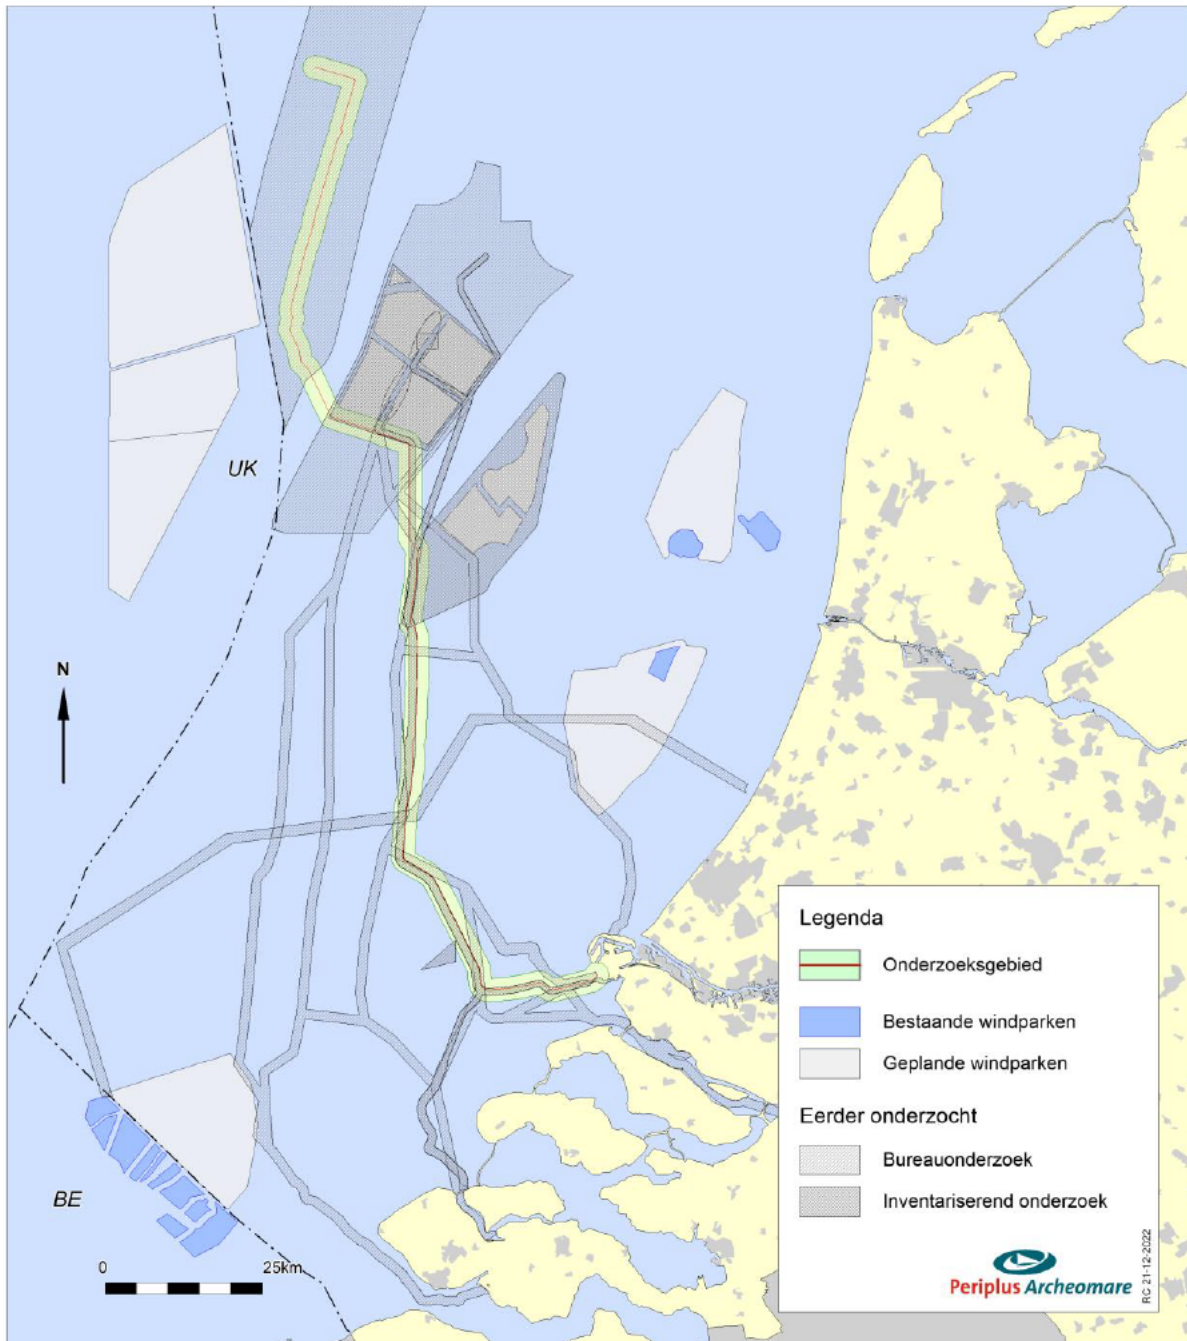 UK
N
BE
0 25km
Legenda
Onderzoeksgebied
Bestaande windparken
Geplande windparken
Eerder onderzocht
Bureauonderzoek
Inventariserend onderzoek
Periplus Archeomare
RC 21-12-2022